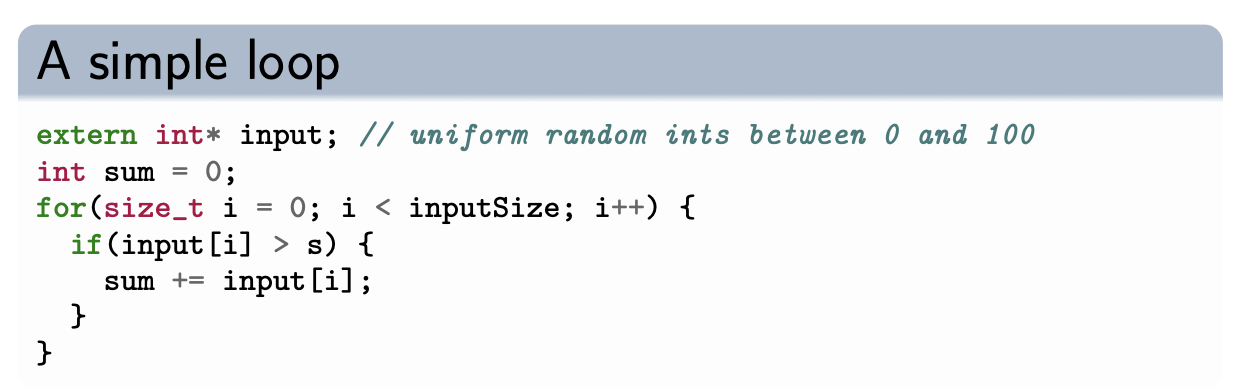 A simple loop
extern int* input; // uniform random ints between 0 and 100
int sum = 0;
for(size_t i = 0; i < inputSize; i++) {
  if(input[i] > s) {
    sum += input[i];
  }
}